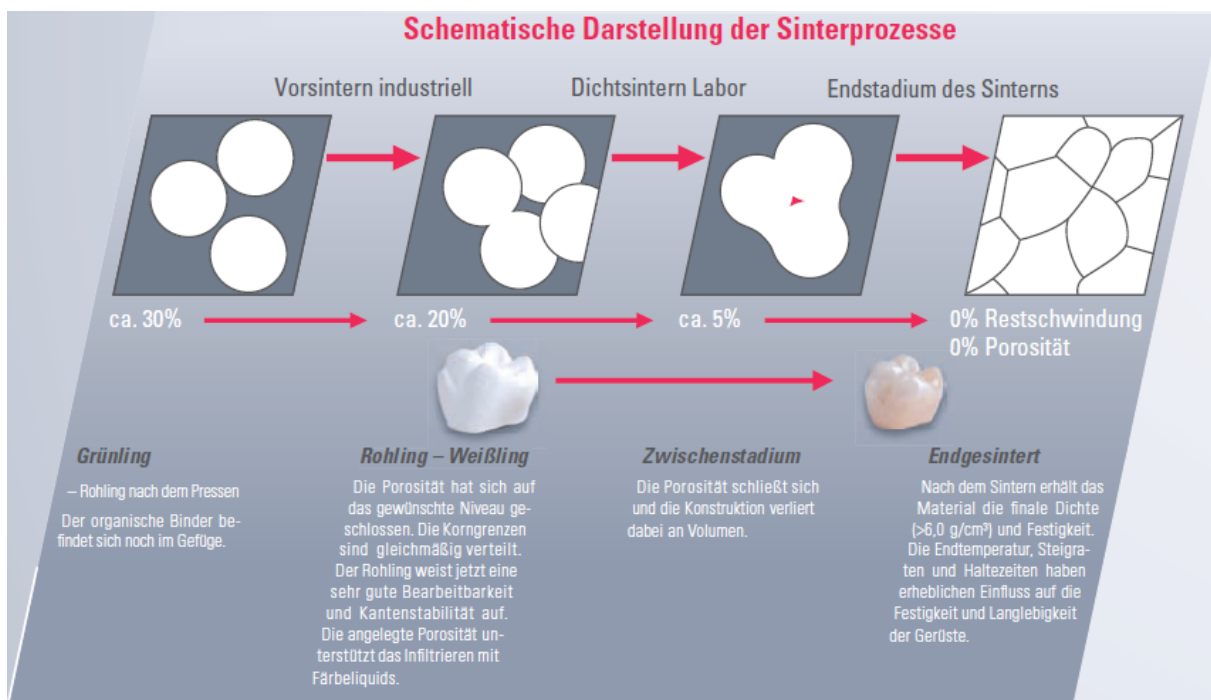 Schematische Darstellung der Sinterprozesse
Vorsintern industriell
Dichtsintern Labor
Endstadium des Sinterns
ca. 30%
ca. 20%
ca. 5%
0% Restschwindung
0% Porosität
Grünling
– Rohling nach dem Pressen
Der organische Binder be-
findet sich noch im Gefüge.
Rohling – Weißling
Die Porosität hat sich auf
das gewünschte Niveau ge-
schlossen. Die Korngrenzen
sind gleichmäßig verteilt.
Der Rohling weist jetzt eine
sehr gute Bearbeitbarkeit
und Kantenstabilität auf.
Die angelegte Porosität un-
terstützt das Infiltrieren mit
Färbeliquids.
Zwischenstadium
Die Porosität schließt sich
und die Konstruktion verliert
dabei an Volumen.
Endgesintert
Nach dem Sintern erhält das
Material die finale Dichte
(>6,0 g/cm³) und Festigkeit.
Die Endtemperatur, Steigra-
ten und Haltezeiten haben
erheblichen Einfluss auf die
Festigkeit und Langlebigkeit
der Gerüste.